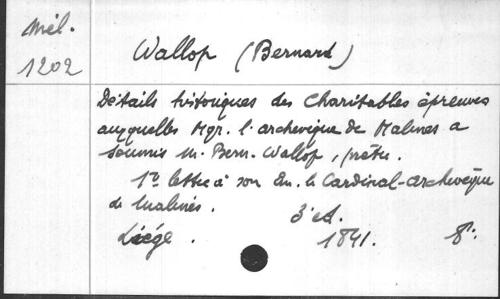 Mél.
1202
Wallop (Bernard)
Détails historiques des Charitables épreuves
auxquelles Mgr. l'archevêque de Malines a
soumis M. Bern. Wallop, prêtre.
1re lettre à son Em. le Cardinal-archevêque
de Malines.
3e éd.
Liége. 1841. 8°.